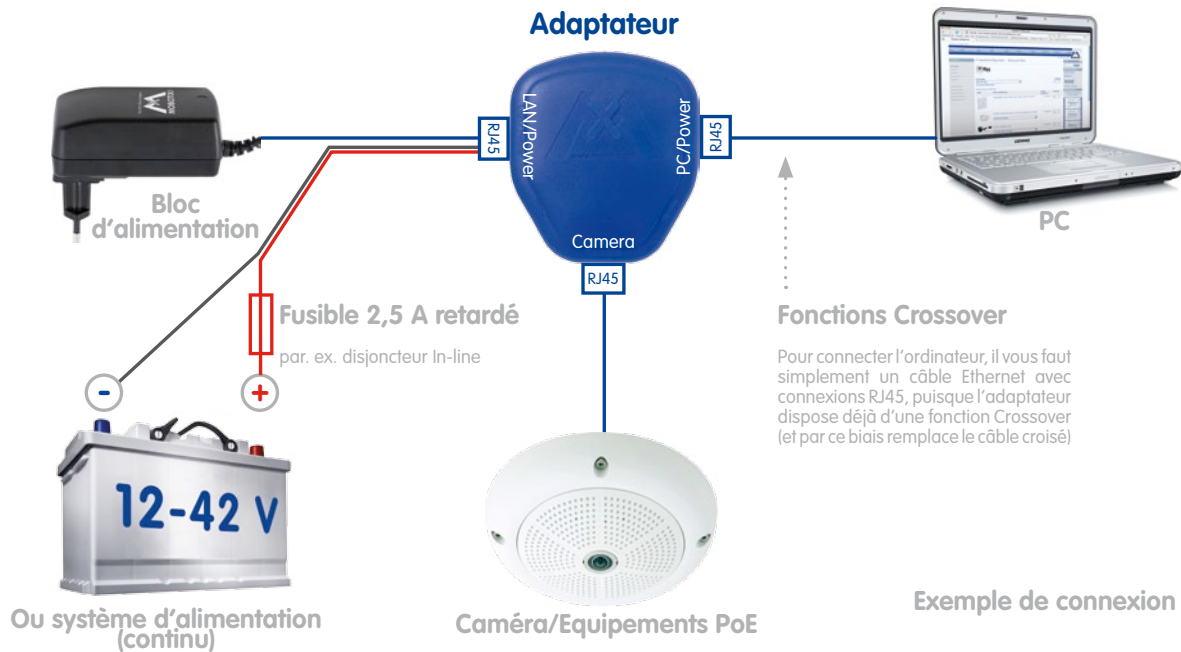 Adaptateur
MOBOTIX
LAN/Power
PC/Power
RJ45
RJ45
Camera
RJ45
Bloc
d'alimentation
PC
Fusible 2,5 A retardé
par. ex. disjoncteur In-line
-
+
12-42 V
Fonctions Crossover
Pour connecter l'ordinateur, il vous faut
simplement un câble Ethernet avec
connexions RJ45, puisque l'adaptateur
dispose déjà d'une fonction Crossover
(et par ce biais remplace le câble croisé)
Ou système d'alimentation
(continu)
Caméra/Equipements PoE
Exemple de connexion